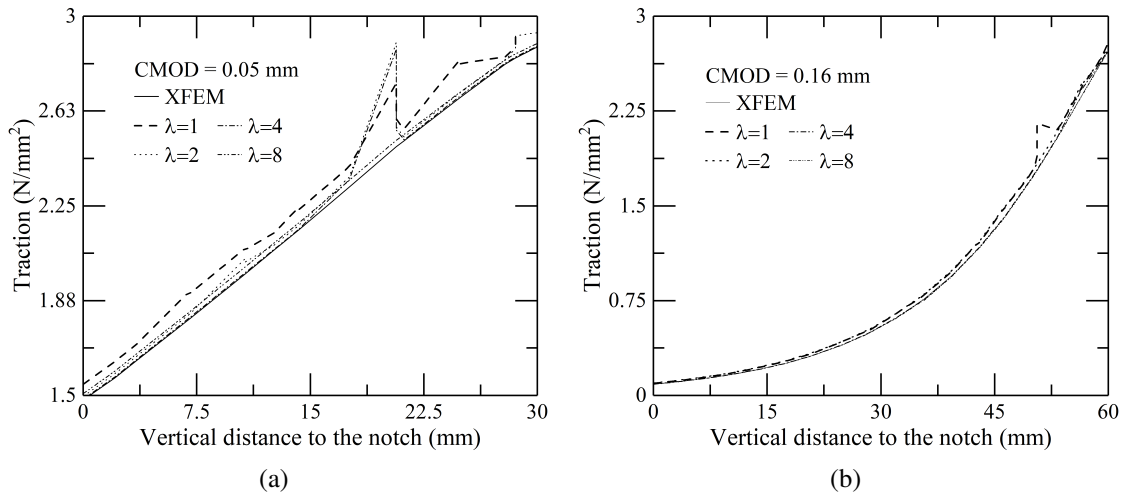 3
2.63
2.25
1.88
1.5
Traction (N/mm²)
CMOD = 0.05 mm
XFEM
λ=1 λ=4
λ=2 λ=8
0 7.5 15 22.5 30
Vertical distance to the notch (mm)
(a)
3
2.25
1.5
0.75
0
Traction (N/mm²)
CMOD = 0.16 mm
XFEM
λ=1 λ=4
λ=2 λ=8
0 15 30 45 60
Vertical distance to the notch (mm)
(b)